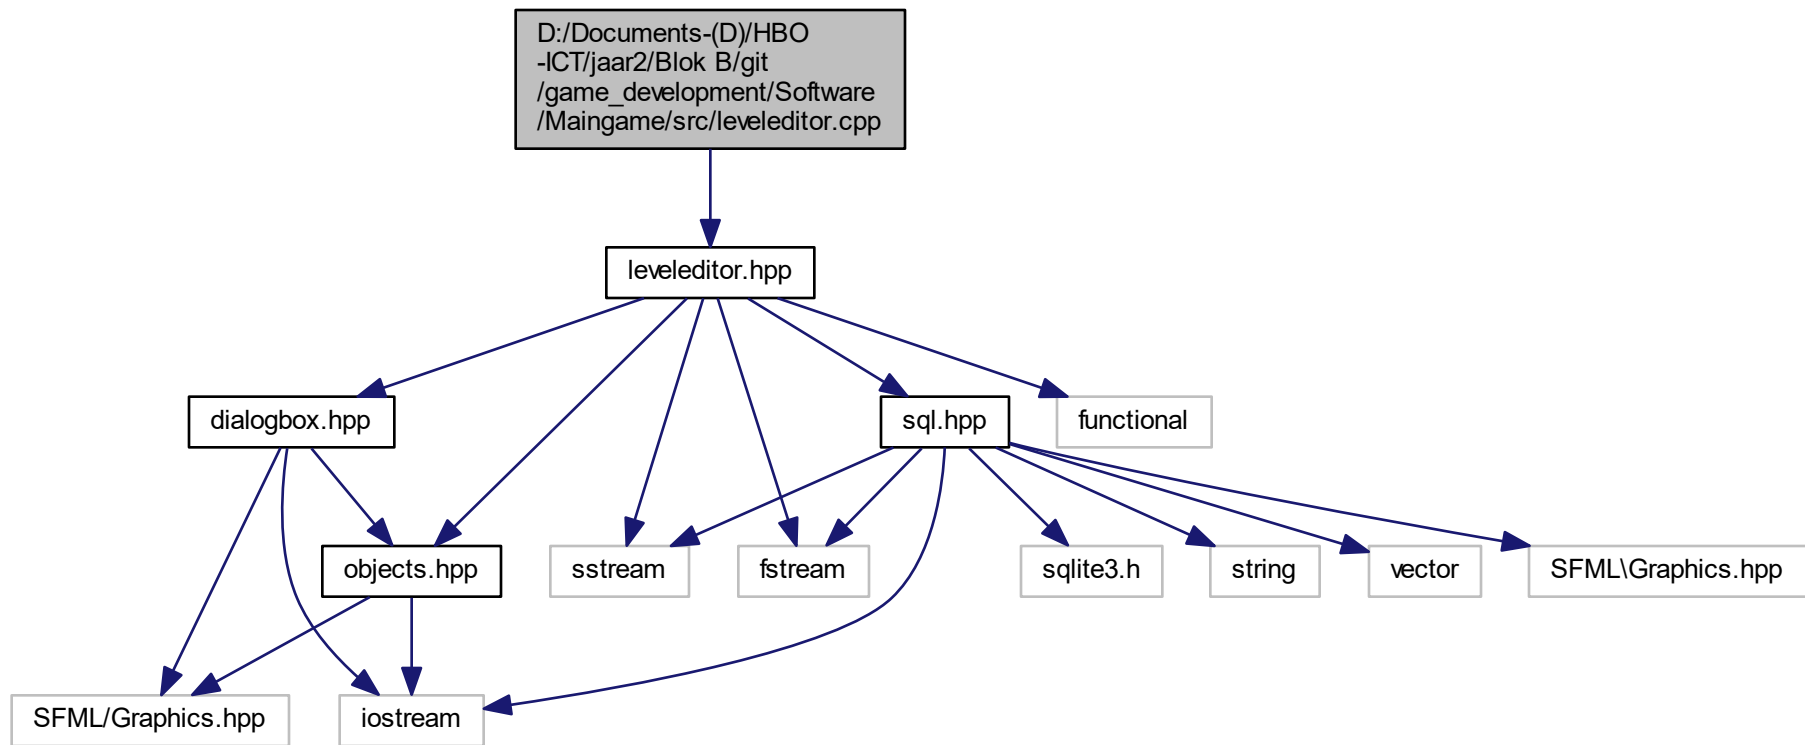 D:/Documents-(D)/HBO
-ICT/jaar2/Blok B/git
/game_development/Software
/Maingame/src/leveleditor.cpp
leveleditor.hpp
dialogbox.hpp
sql.hpp
functional
objects.hpp
sstream
fstream
sqlite3.h
string
vector
SFML\Graphics.hpp
SFML/Graphics.hpp
iostream